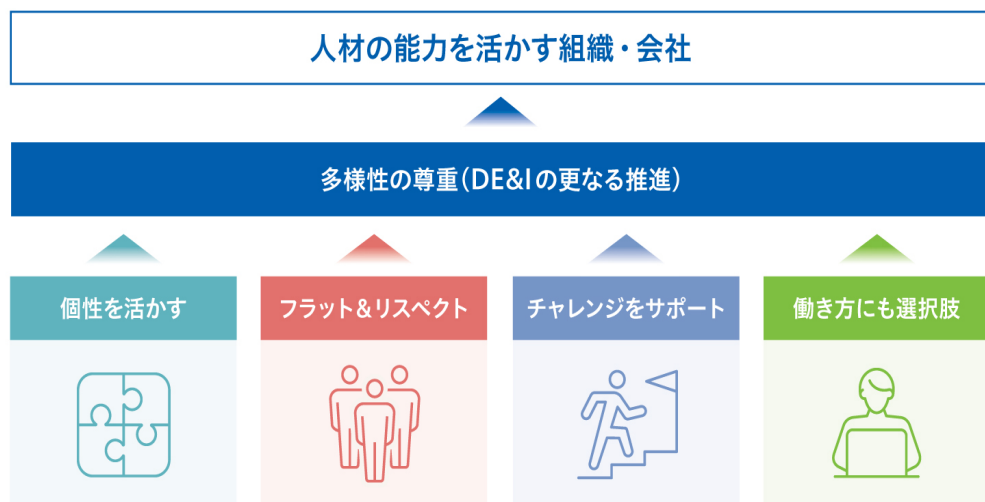 人材の能力を活かす組織・会社
多様性の尊重(DE&Iの更なる推進)
個性を活かす
フラット&リスペクト
チャレンジをサポート
働き方にも選択肢